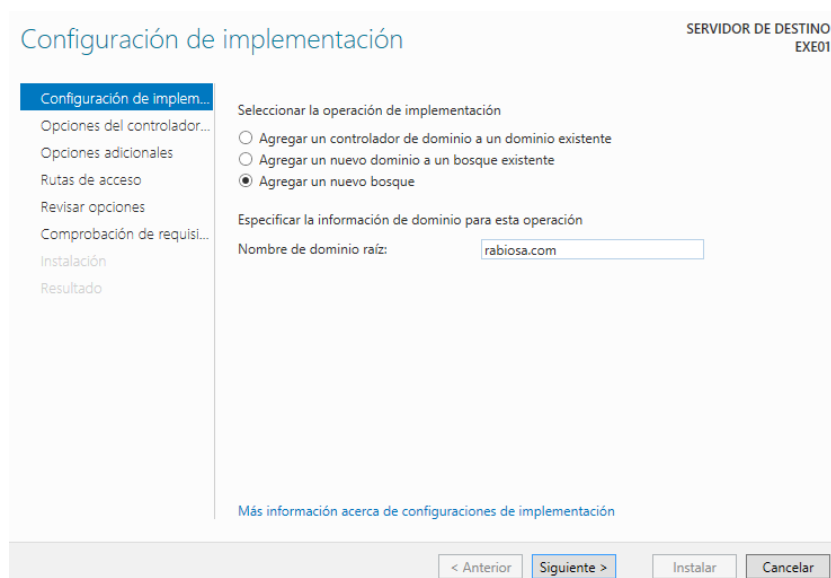 Configuración de implementación
SERVIDOR DE DESTINO
EXE01
Configuración de implem...
Opciones del controlador...
Opciones adicionales
Rutas de acceso
Revisar opciones
Comprobación de requisi...
Instalación
Resultado
Seleccionar la operación de implementación
Agregar un controlador de dominio a un dominio existente
Agregar un nuevo dominio a un bosque existente
Agregar un nuevo bosque
Especificar la información de dominio para esta operación
Nombre de dominio raíz: rabiosa.com
Más información acerca de configuraciones de implementación
< Anterior Siguiente > Instalar Cancelar